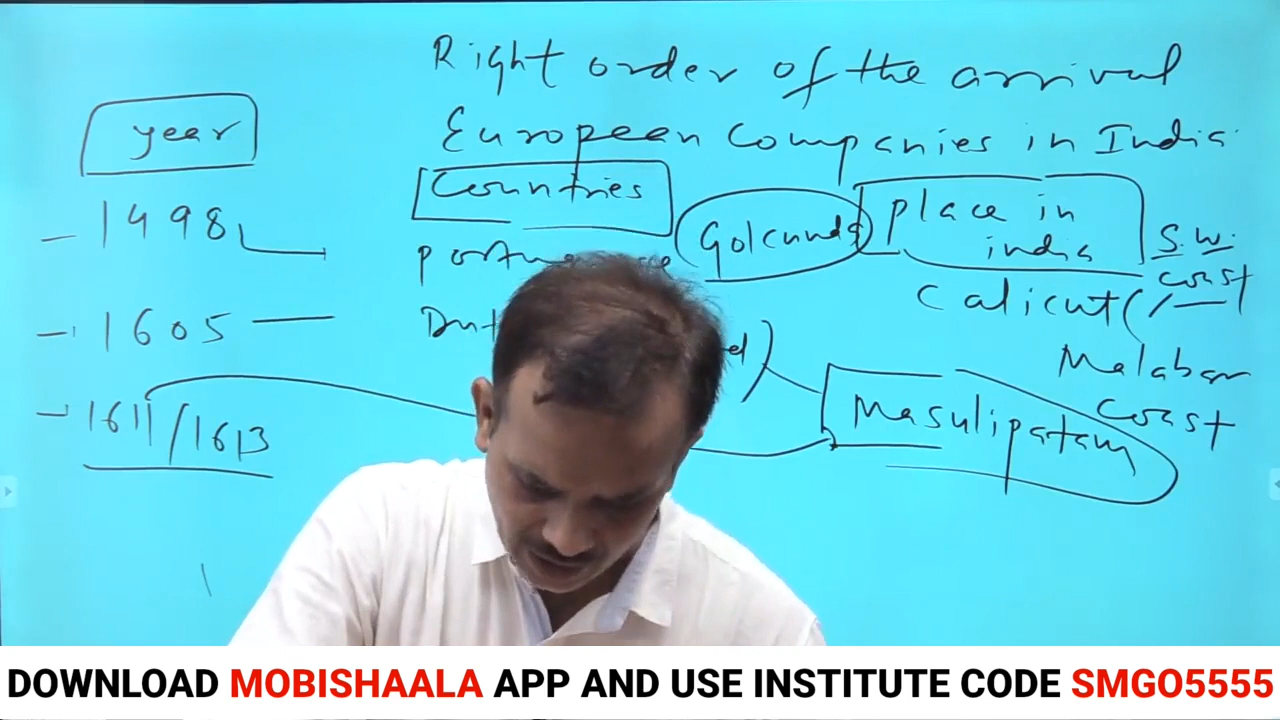 Right order of the arrival
year
European Companies in India
Countries
Golcunda
place in
india
S.W.
coast
- 1498
Calicut (
Malabar
coast
- 1605
Masulipatam
- 1611/1613
DOWNLOAD MOBISHAALA APP AND USE INSTITUTE CODE SMGO5555